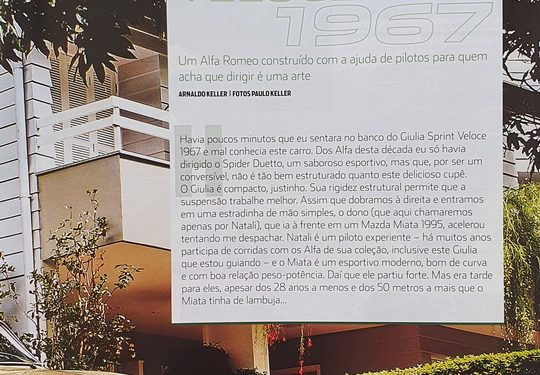 1967
Um Alfa Romeo construído com a ajuda de pilotos para quem
acha que dirigir é uma arte
ARNALDO KELLER | FOTOS PAULO KELLER
Havia poucos minutos que eu sentara no banco do Giulia Sprint Veloce
1967 e mal conhecia este carro. Dos Alfa desta década eu só havia
dirigido o Spider Duetto, um saboroso esportivo, mas que, por ser um
conversível, não é tão bem estruturado quanto este delicioso cupê.
O Giulia é compacto, justinho. Sua rigidez estrutural permite que a
suspensão trabalhe melhor. Assim que dobramos à direita e entramos
em uma estradinha de mão simples, o dono (que aqui chamaremos
apenas por Natali), que ia à frente em um Mazda Miata 1995, acelerou
tentando me despachar. Natali é um piloto experiente – há muitos anos
participa de corridas com os Alfa de sua coleção, inclusive este Giulia
que estou guiando – e o Miata é um esportivo moderno, bom de curva
e com boa relação peso-potência. Daí que ele partiu forte. Mas era tarde
para eles, apesar dos 28 anos a menos e dos 50 metros a mais que o
Miata tinha de lambuja...